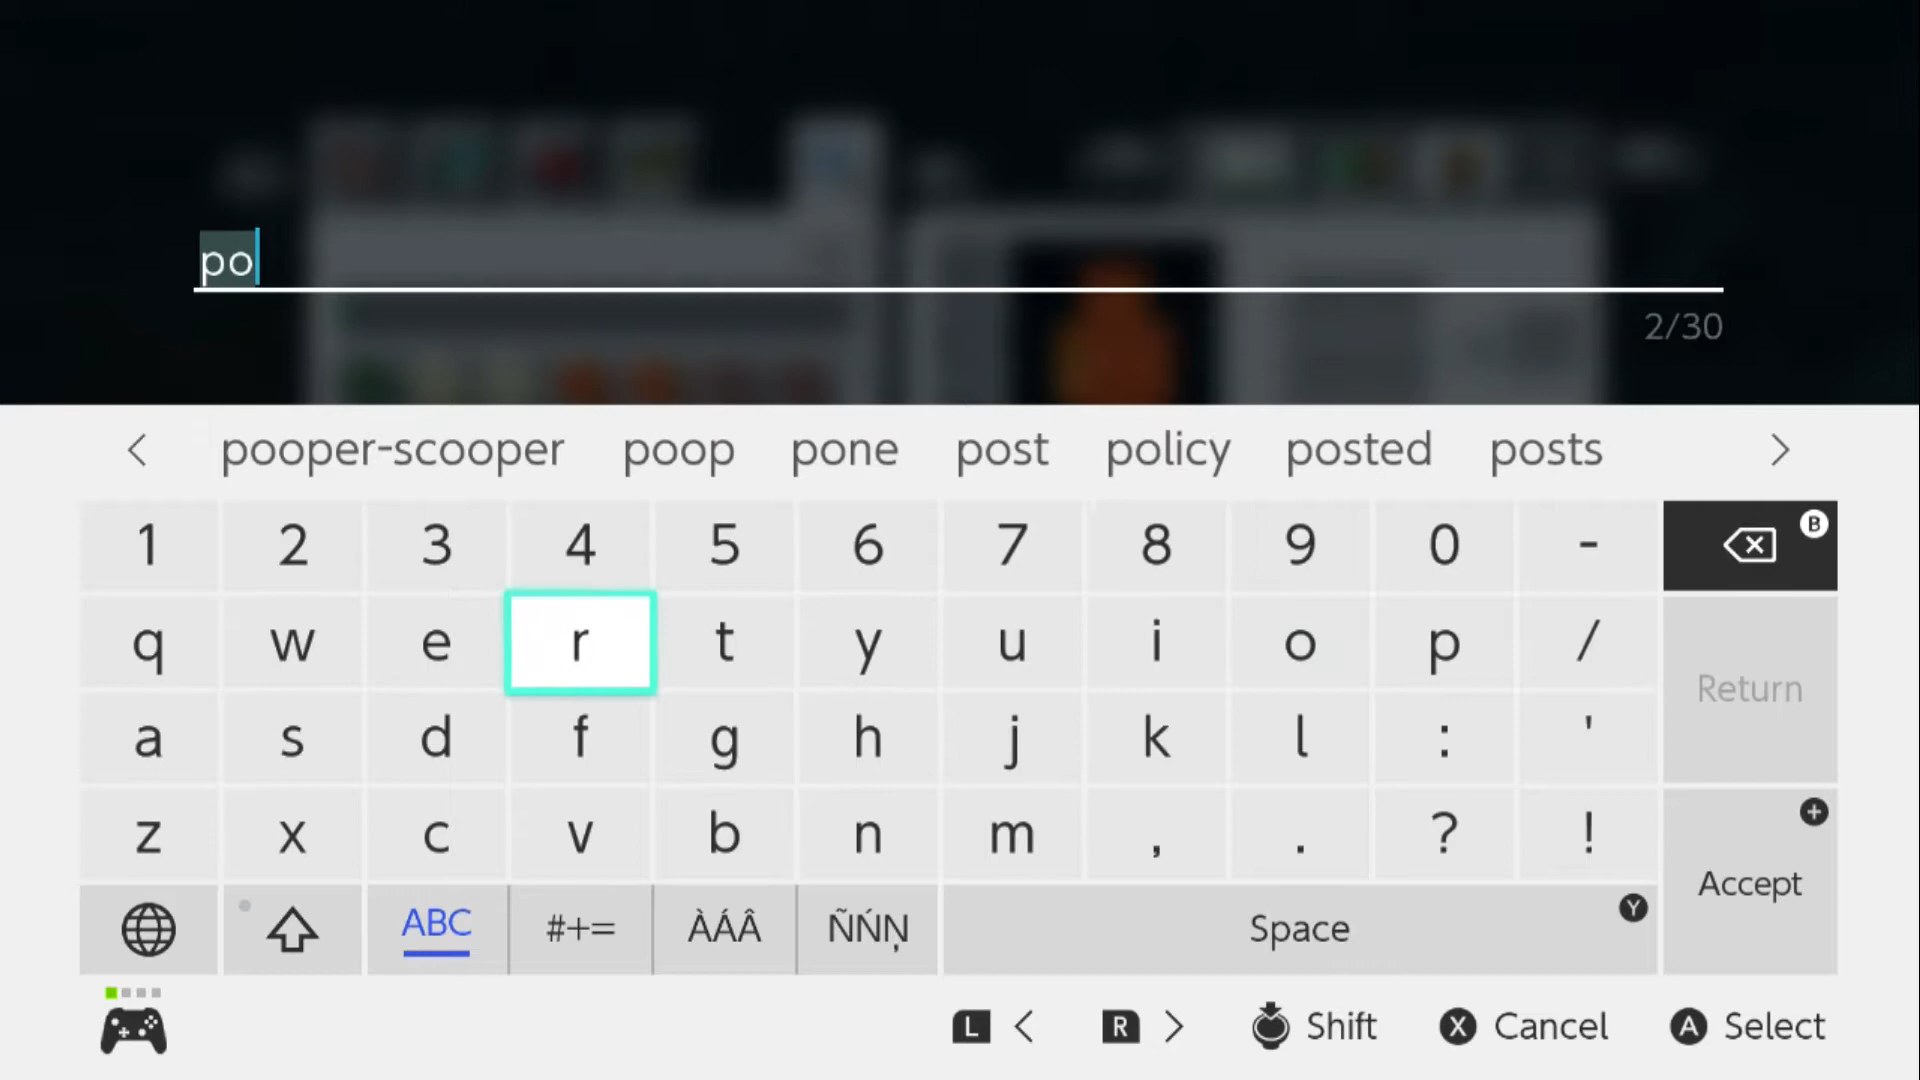 po
2/30
pooper-scooper poop pone post policy posted posts
1 2 3 4 5 6 7 8 9 0 - B
q w e r t y u i o p /
Return
a s d f g h j k l : '
z x c v b n m , . ? ! +
Accept
ABC #+= ÀÁÂ ÑŃŅ Space Y
L < R > Shift X Cancel A Select